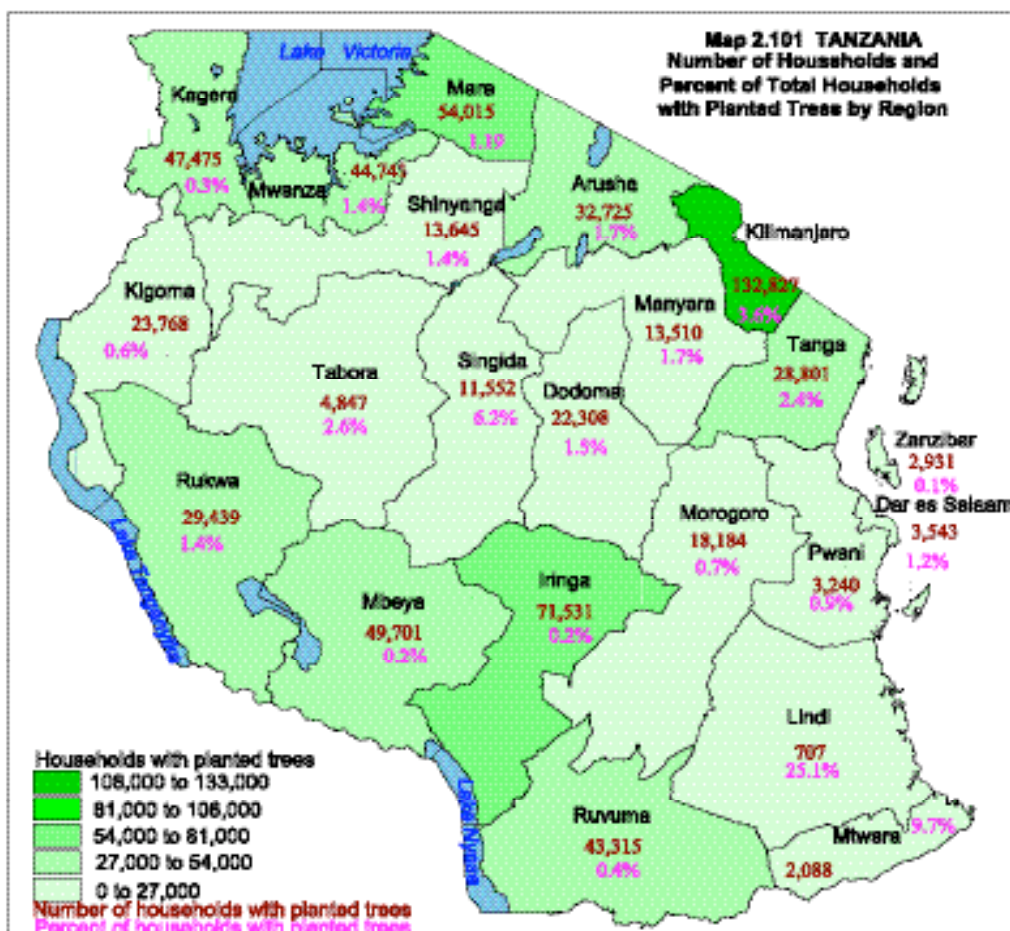 Map 2.101 TANZANIA
Number of Households and
Percent of Total Households
with Planted Trees by Region
Lake Victoria
Kagera
47,475
0.3%
Mara
54,015
1.19
Mwanza
44,745
1.4%
Shinyanga
13,645
1.4%
Arusha
32,725
1.7%
Kilimanjaro
132,827
3.6%
Kigoma
23,768
0.6%
Manyara
13,510
1.7%
Tanga
28,801
2.4%
Tabora
4,847
2.6%
Singida
11,552
6.2%
Dodoma
22,308
1.5%
Zanzibar
2,931
0.1%
Dar es Salaam
3,543
1,2%
Rukwa
29,439
1.4%
Morogoro
18,184
0.7%
Pwani
3,240
0.9%
Lake Tanganyika
Mbeya
49,701
0.2%
Iringa
71,531
0.2%
Lindi
707
25.1%
Lake Nyasa
Ruvuma
43,315
0.4%
Mtwara
9.7%
2,088
Households with planted trees
108,000 to 133,000
81,000 to 108,000
54,000 to 81,000
27,000 to 54,000
0 to 27,000
Number of households with planted trees
Percent of households with planted trees